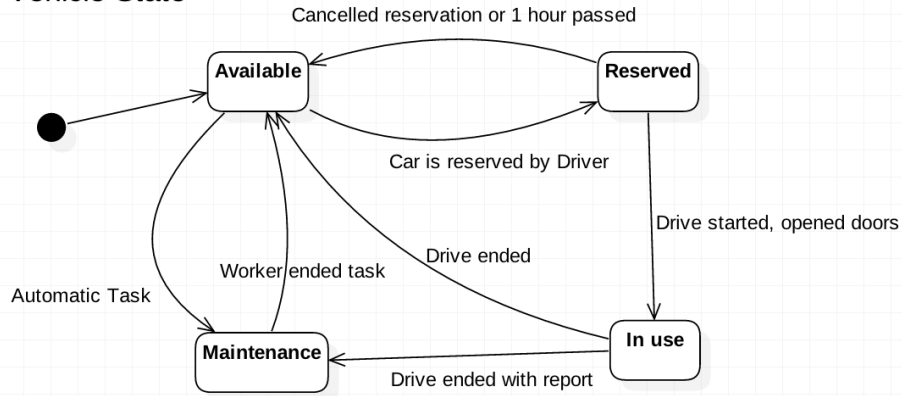 Vehicle State
Cancelled reservation or 1 hour passed
Available
Reserved
Car is reserved by Driver
Drive started, opened doors
Drive ended
Worker ended task
Automatic Task
In use
Maintenance
Drive ended with report